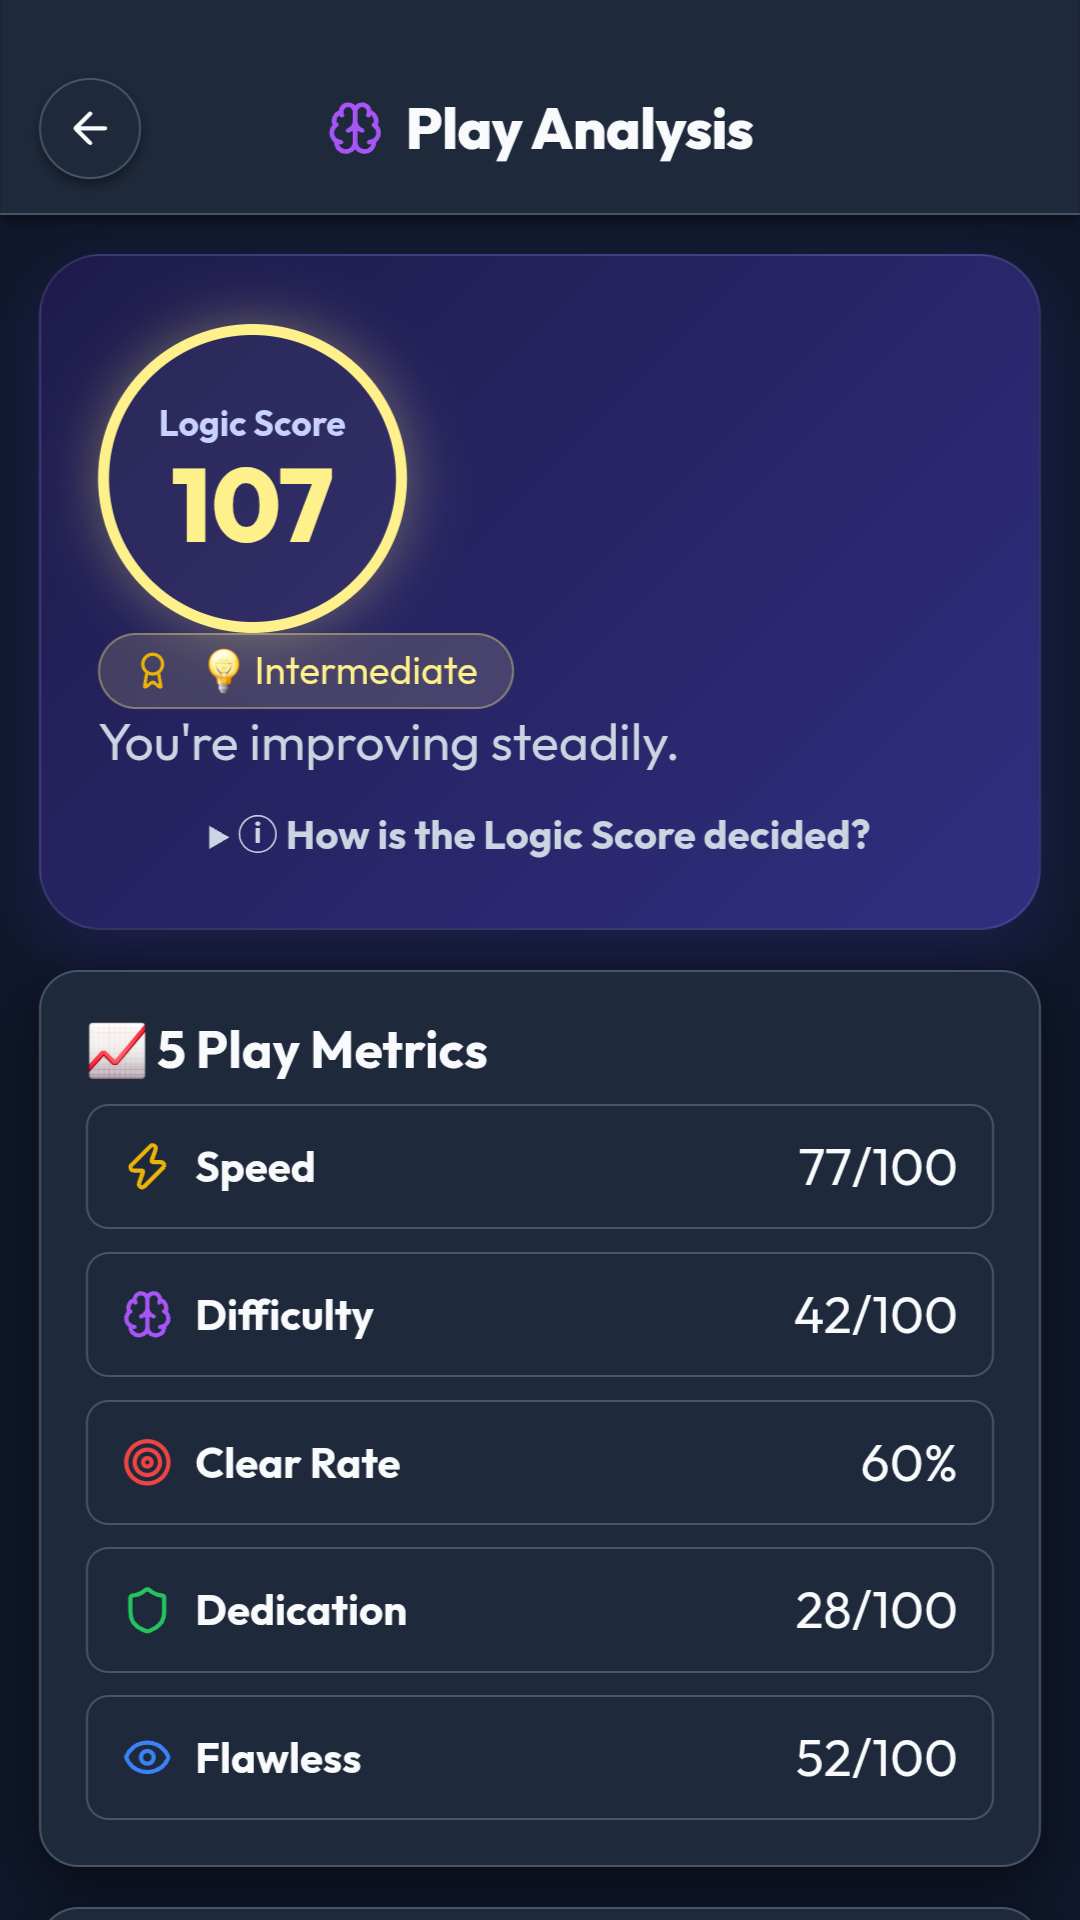 Play Analysis
Logic Score
107
💡 Intermediate
You're improving steadily.
▶ ⓘ How is the Logic Score decided?
📈 5 Play Metrics
Speed 77/100
Difficulty 42/100
Clear Rate 60%
Dedication 28/100
Flawless 52/100